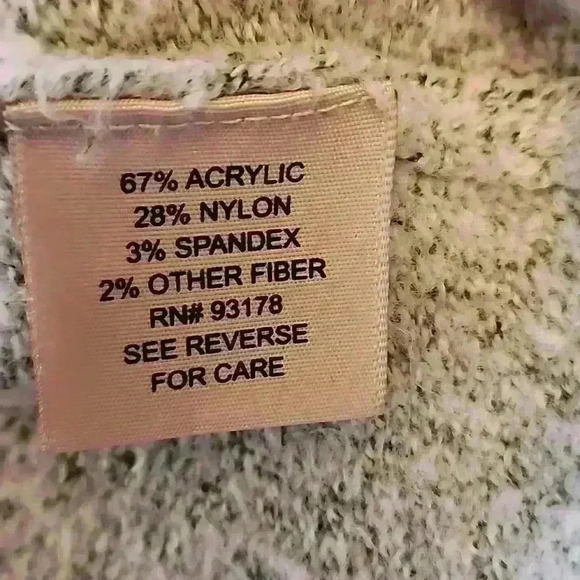 67% ACRYLIC
28% NYLON
3% SPANDEX
2% OTHER FIBER
RN# 93178
SEE REVERSE
FOR CARE